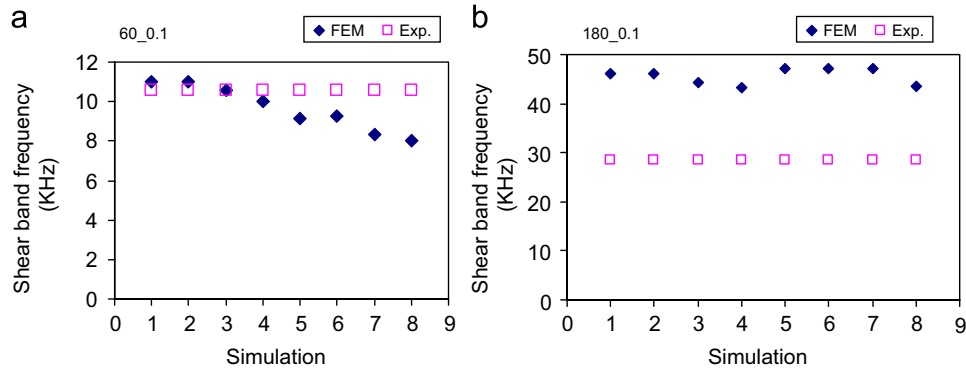 a
60_0.1
FEM Exp.
Shear band frequency
(KHz)
12
10
8
6
4
2
0
0 1 2 3 4 5 6 7 8 9
Simulation
b
180_0.1
FEM Exp.
Shear band frequency
(KHz)
50
40
30
20
10
0
0 1 2 3 4 5 6 7 8 9
Simulation